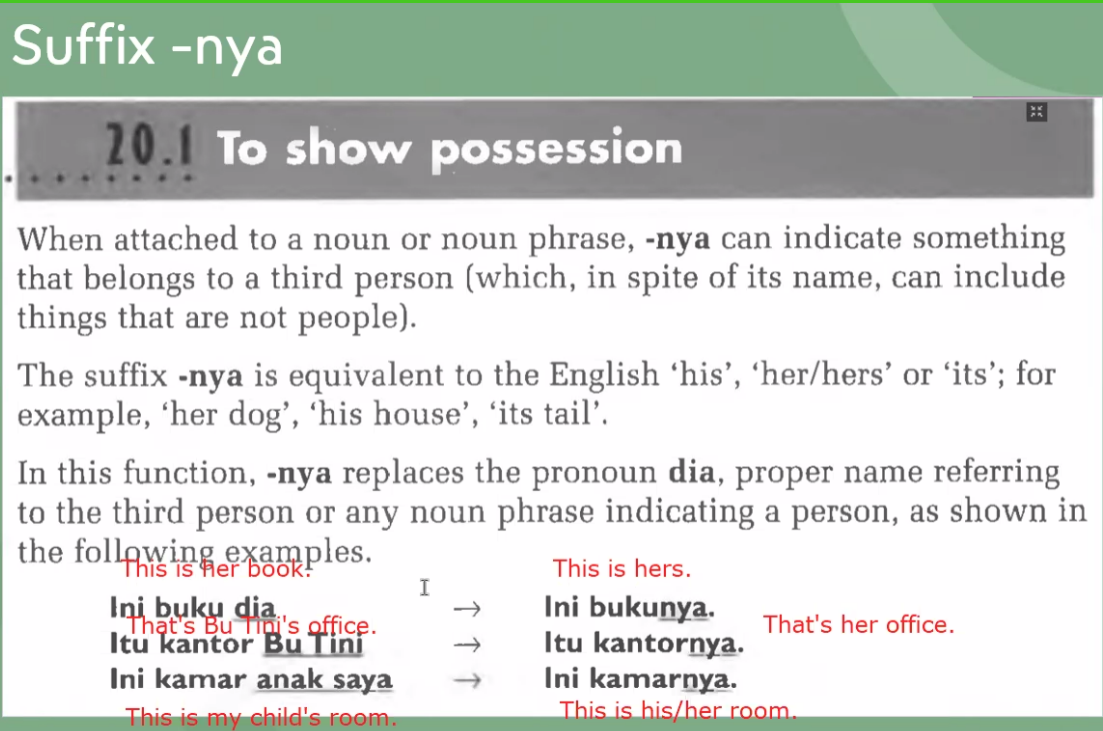 Suffix -nya
20.1 To show possession
When attached to a noun or noun phrase, -nya can indicate something
that belongs to a third person (which, in spite of its name, can include
things that are not people).
The suffix -nya is equivalent to the English ‘his’, ‘her/hers’ or ‘its’; for
example, ‘her dog’, ‘his house’, ‘its tail’.
In this function, -nya replaces the pronoun dia, proper name referring
to the third person or any noun phrase indicating a person, as shown in
the following examples.
This is her book. This is hers.
Ini buku dia → Ini bukunya.
That's Bu Tini's office. That's her office.
Itu kantor Bu Tini → Itu kantornya.
Ini kamar anak saya → Ini kamarnya.
This is my child's room. This is his/her room.